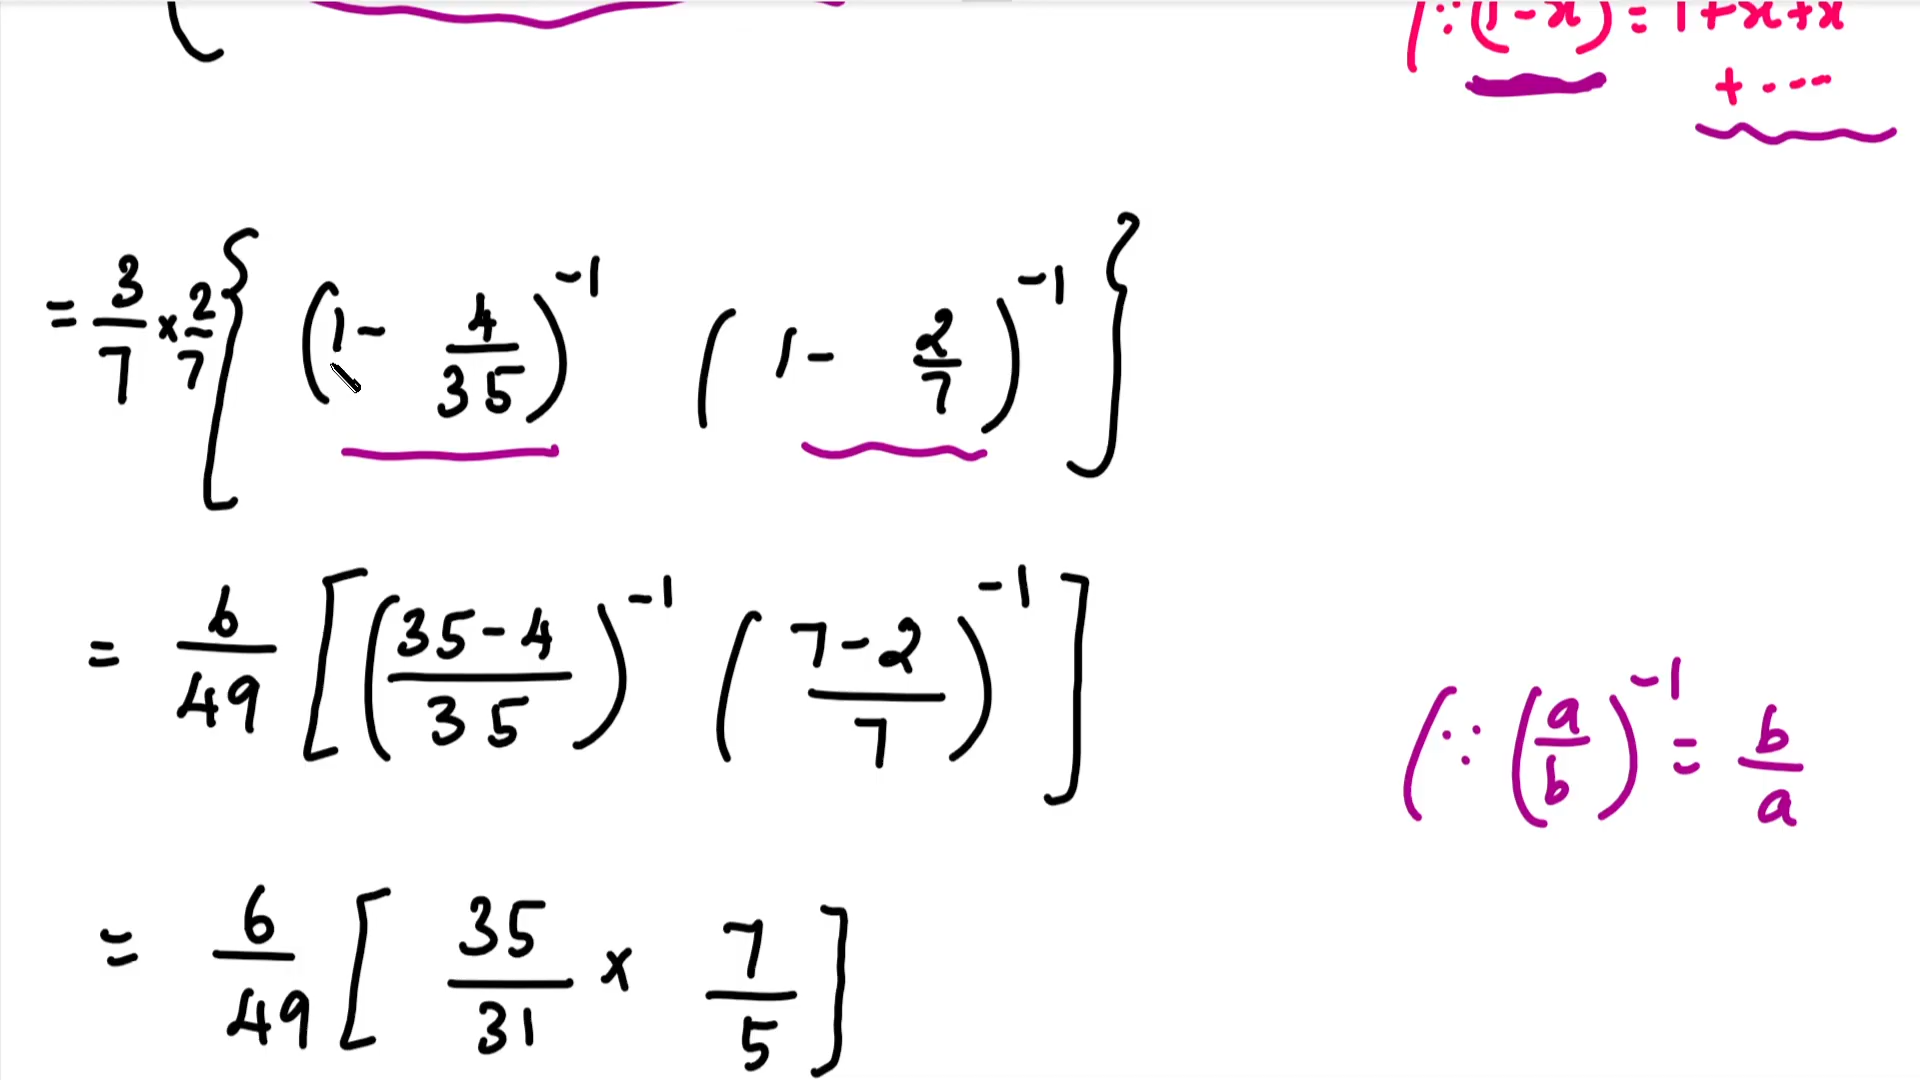 (∵ (1-x) = 1+x+x
+ ....
= 3/7 × 2/7 { (1 - 4/35)^-1 (1 - 2/7)^-1 }
= 6/49 [ ((35-4)/35)^-1 ((7-2)/7)^-1 ]
(∵ (a/b)^-1 = b/a
= 6/49 [ 35/31 × 7/5 ]